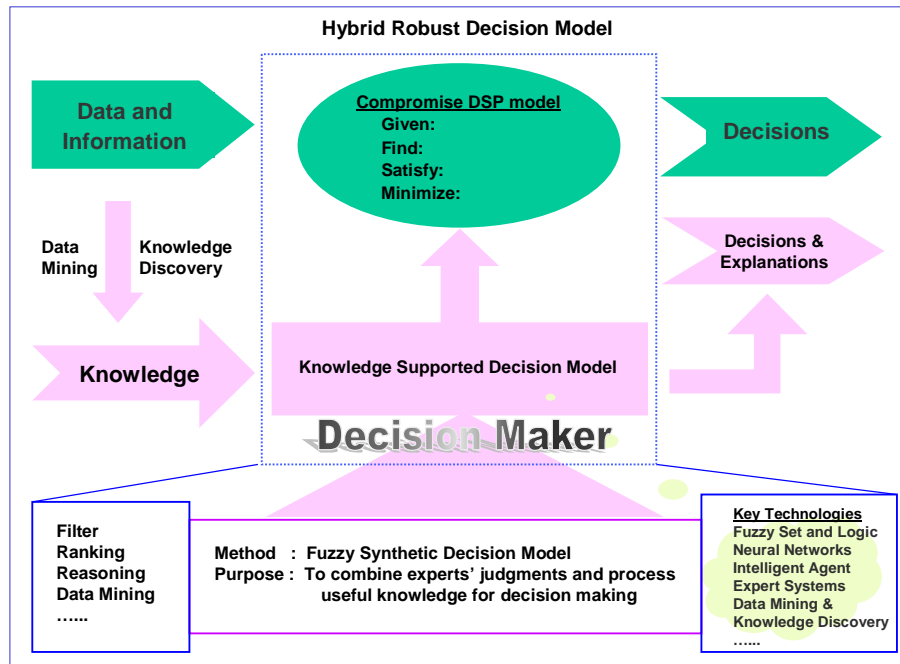 Hybrid Robust Decision Model
Data and
Information
Compromise DSP model
Given:
Find:
Satisfy:
Minimize:
Decisions
Data
Mining
Knowledge
Discovery
Decisions &
Explanations
Knowledge
Knowledge Supported Decision Model
Decision Maker
Filter
Ranking
Reasoning
Data Mining
…...
Method : Fuzzy Synthetic Decision Model
Purpose : To combine experts’ judgments and process
useful knowledge for decision making
Key Technologies
Fuzzy Set and Logic
Neural Networks
Intelligent Agent
Expert Systems
Data Mining &
Knowledge Discovery
…...